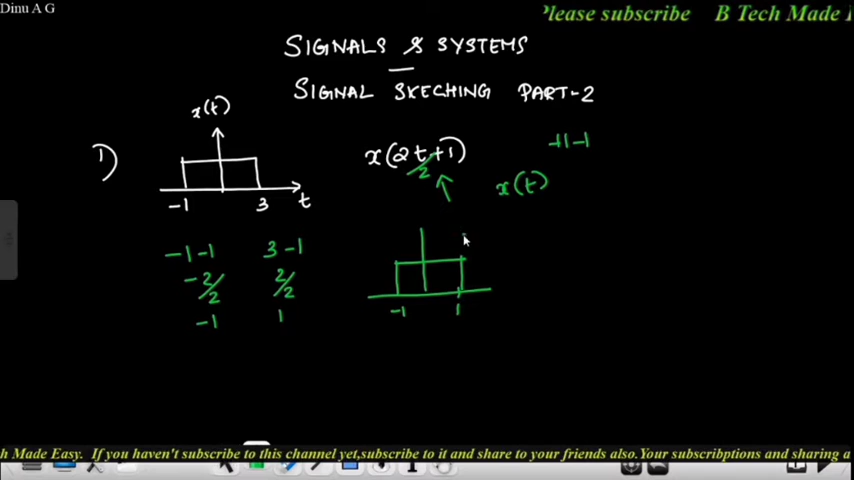 Dinu A G
Please subscribe B Tech Made
SIGNALS & SYSTEMS
SIGNAL SKECHING PART-2
1)
x(t)
-1 3 t
x(2t+1)
2
+1-1
x(t)
-1-1 3-1
-2/2 2/2
-1 1
-1 1
h Made Easy. If you haven't subscribe to this channel yet,subscribe to it and share to your friends also.Your subscribptions and sharing a